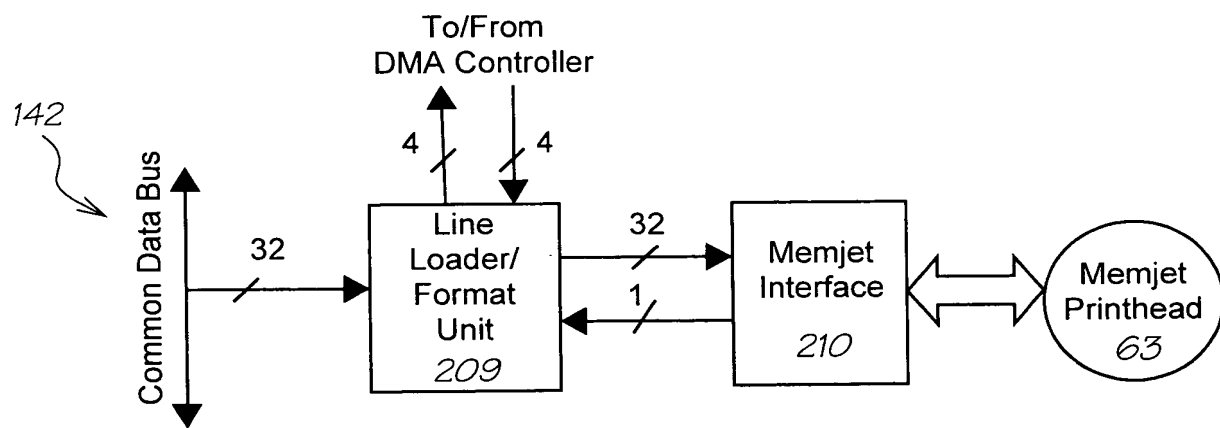 To/From
DMA Controller
142
4
4
Common Data Bus
32
Line
Loader/
Format
Unit
209
32
1
Memjet
Interface
210
Memjet
Printhead
63